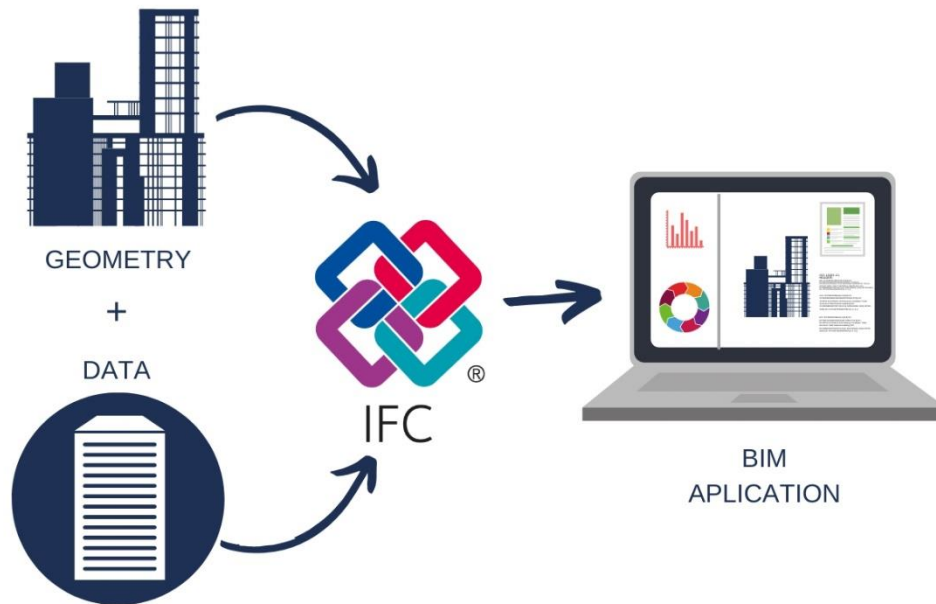 GEOMETRY
+
DATA
®
IFC
BIM
APLICATION